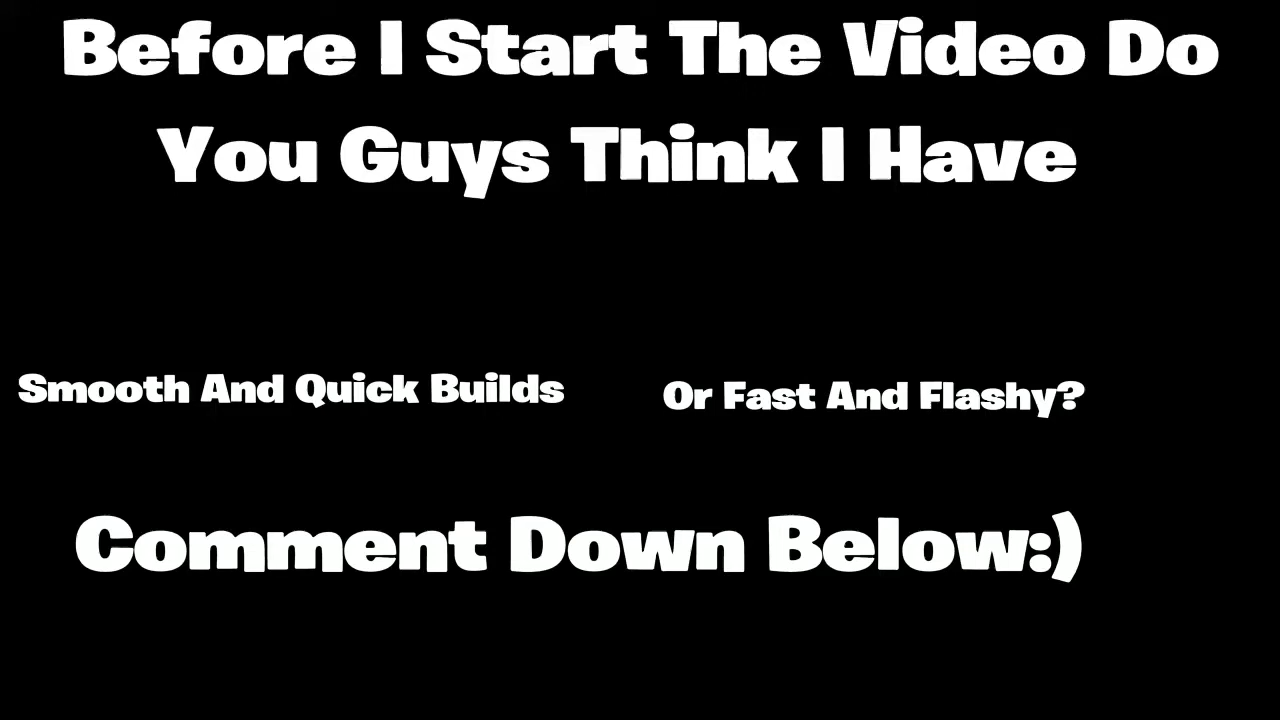 Before I Start The Video Do
You Guys Think I Have
Smooth And Quick Builds
Or Fast And Flashy?
Comment Down Below:)